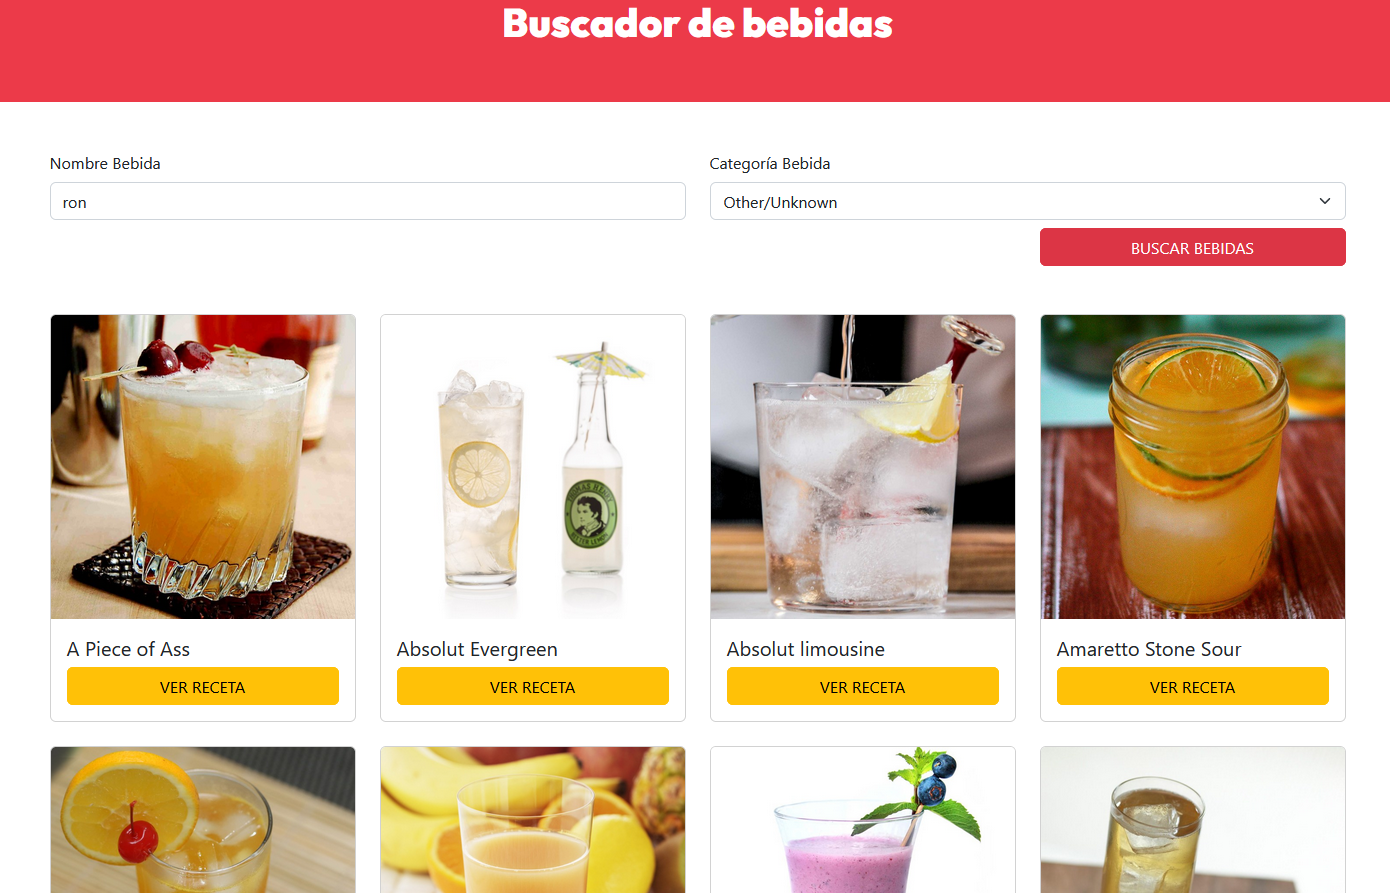 Buscador de bebidas
Nombre Bebida
Categoría Bebida
ron
Other/Unknown
BUSCAR BEBIDAS
A Piece of Ass
Absolut Evergreen
Absolut limousine
Amaretto Stone Sour
VER RECETA
VER RECETA
VER RECETA
VER RECETA